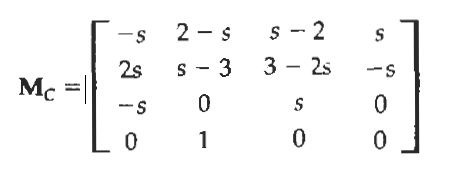 -s 2 - s s - 2 s
2s s - 3 3 - 2s -s
M_C =
-s 0 s 0
0 1 0 0